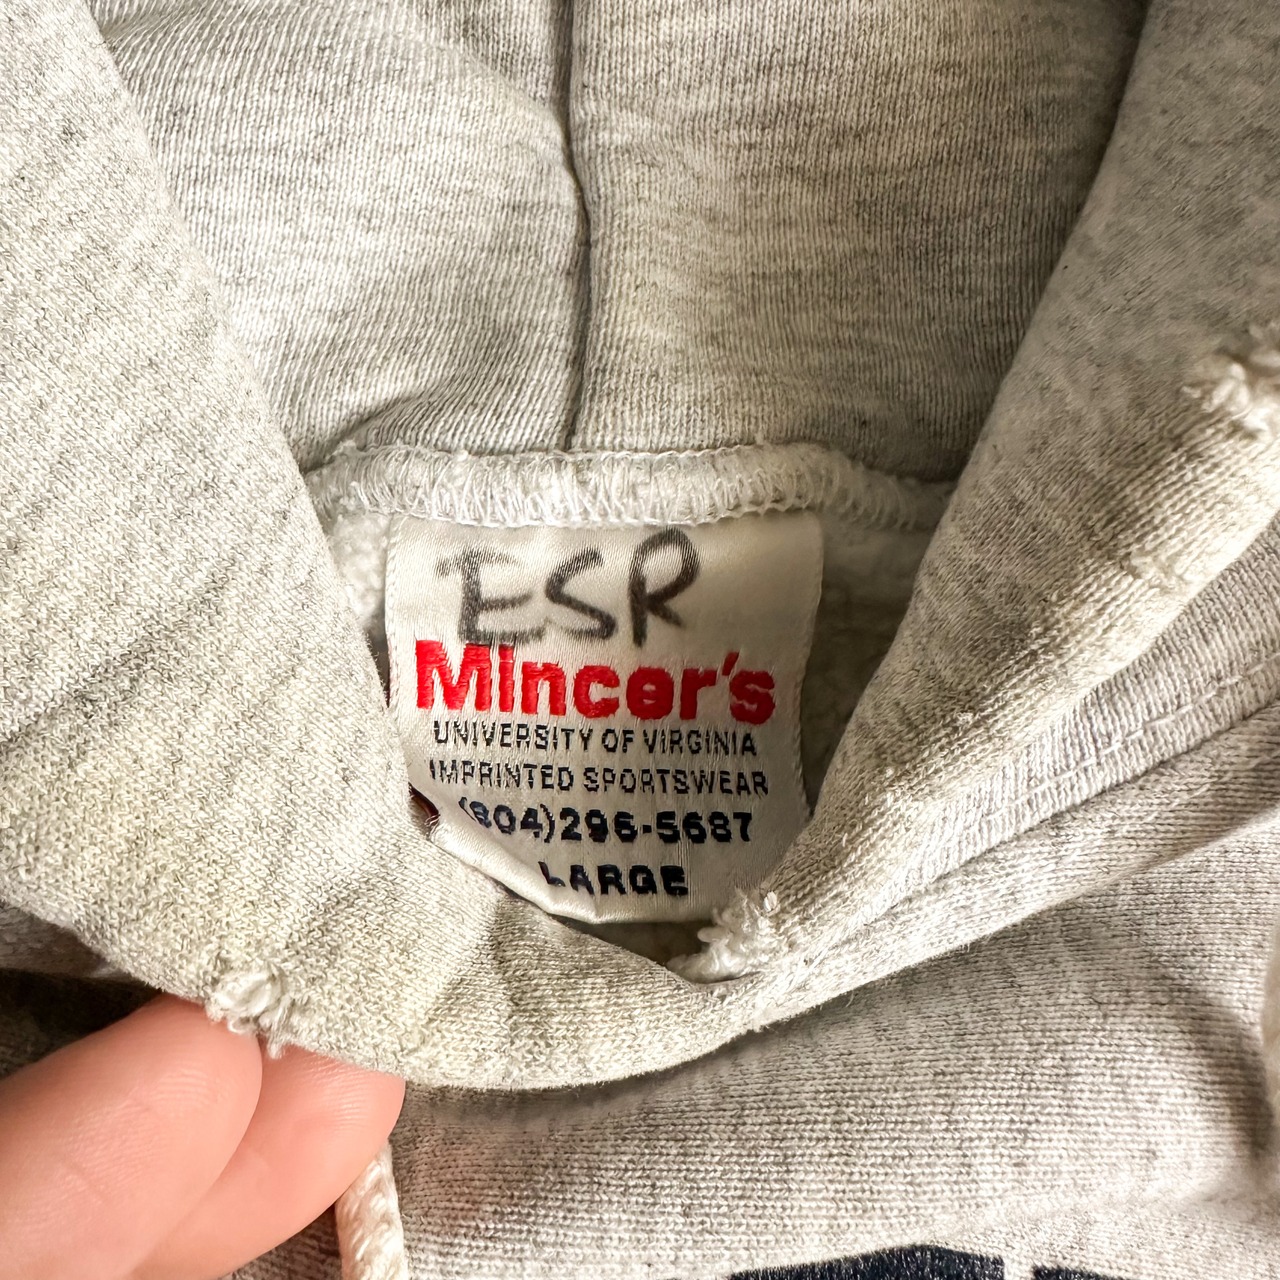 ESR
Mincer's
UNIVERSITY OF VIRGINIA
IMPRINTED SPORTSWEAR
(804)296-5687
LARGE